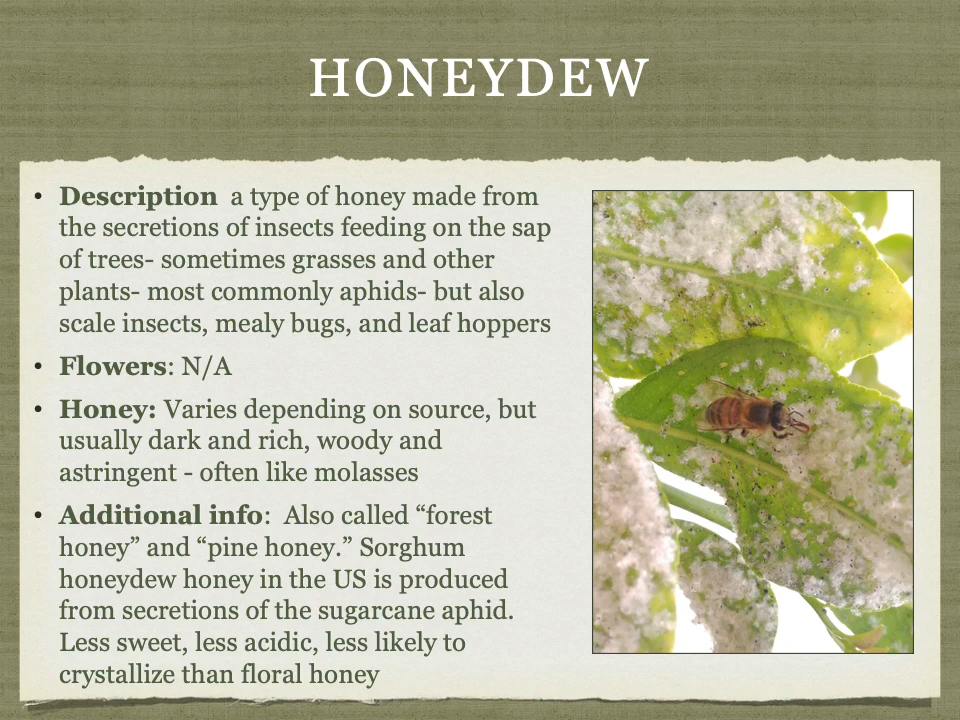 HONEYDEW
• Description  a type of honey made from
the secretions of insects feeding on the sap
of trees- sometimes grasses and other
plants- most commonly aphids- but also
scale insects, mealy bugs, and leaf hoppers
• Flowers: N/A
• Honey: Varies depending on source, but
usually dark and rich, woody and
astringent - often like molasses
• Additional info:  Also called “forest
honey” and “pine honey.” Sorghum
honeydew honey in the US is produced
from secretions of the sugarcane aphid.
Less sweet, less acidic, less likely to
crystallize than floral honey